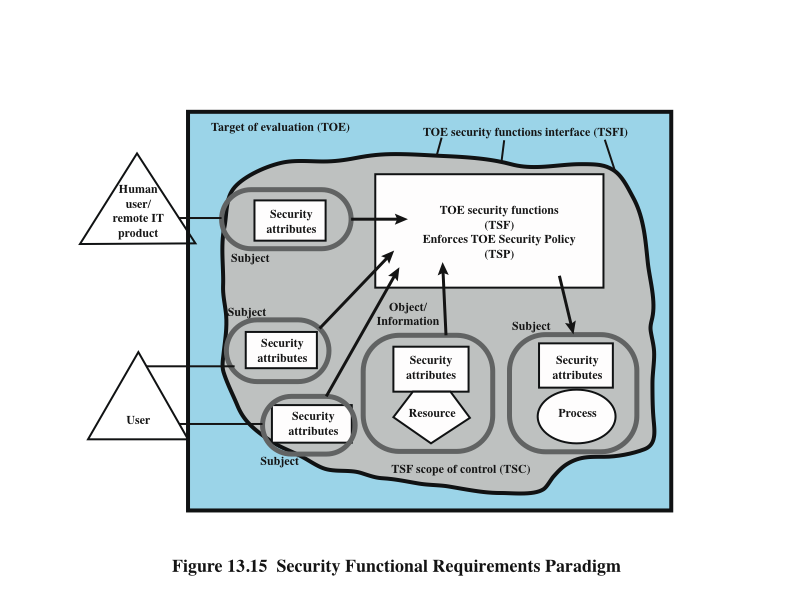 Target of evaluation (TOE)
TOE security functions interface (TSFI)
Human
user/
remote IT
product
Security
attributes
Subject
TOE security functions
(TSF)
Enforces TOE Security Policy
(TSP)
Subject
Security
attributes
Object/
Information
Subject
Security
attributes
Resource
Security
attributes
Process
User
Security
attributes
Subject
TSF scope of control (TSC)
Figure 13.15 Security Functional Requirements Paradigm